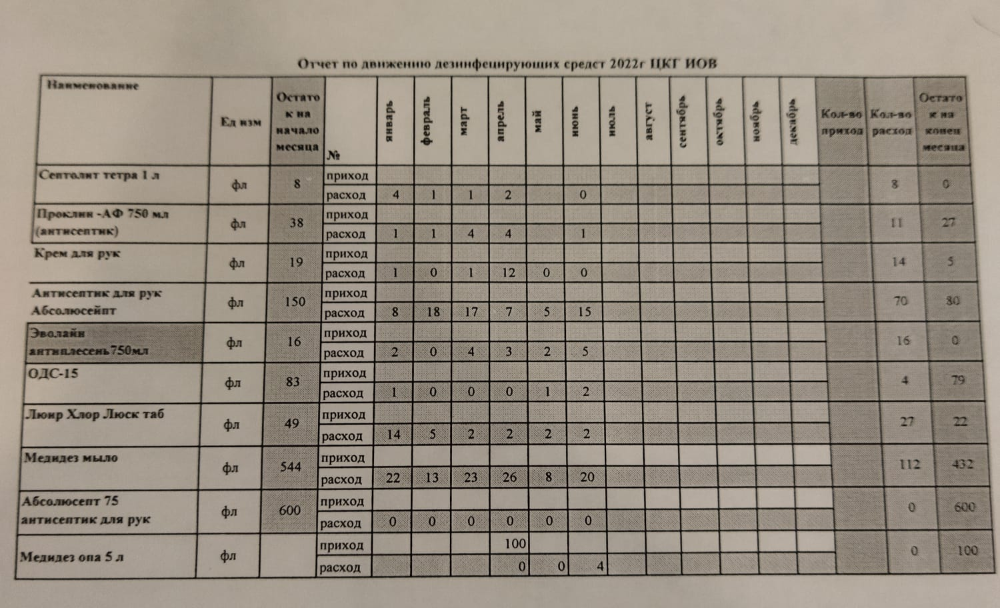 Отчет по движению дезинфецирующих средст 2022г ЦКГ ИОВ
Наименование
Ед изм
Остато
к на
начало
месяца
№
январь
февраль
март
апрель
май
июнь
июль
август
сентябрь
октябрь
ноябрь
декабрь
Кол-во
приход
Кол-во
расход
Остато
к на
конец
месяца
Септолит тетра 1 л
фл
8
приход
расход 4 1 1 2 0
8 0
Проклин -АФ 750 мл
(антисептик)
фл
38
приход
расход 1 1 4 4 1
11 27
Крем для рук
фл
19
приход
расход 1 0 1 12 0 0
14 5
Антисептик для рук
Абсолюсейпт
фл
150
приход
расход 8 18 17 7 5 15
70 80
Эволайн
антиплесень750мл
фл
16
приход
расход 2 0 4 3 2 5
16 0
ОДС-15
фл
83
приход
расход 1 0 0 0 1 2
4 79
Люир Хлор Люск таб
фл
49
приход
расход 14 5 2 2 2 2
27 22
Медидез мыло
фл
544
приход
расход 22 13 23 26 8 20
112 432
Абсолюсепт 75
антисептик для рук
фл
600
приход
расход 0 0 0 0 0 0
0 600
Медидез опа 5 л
фл
приход 100
расход 0 0 4
0 100